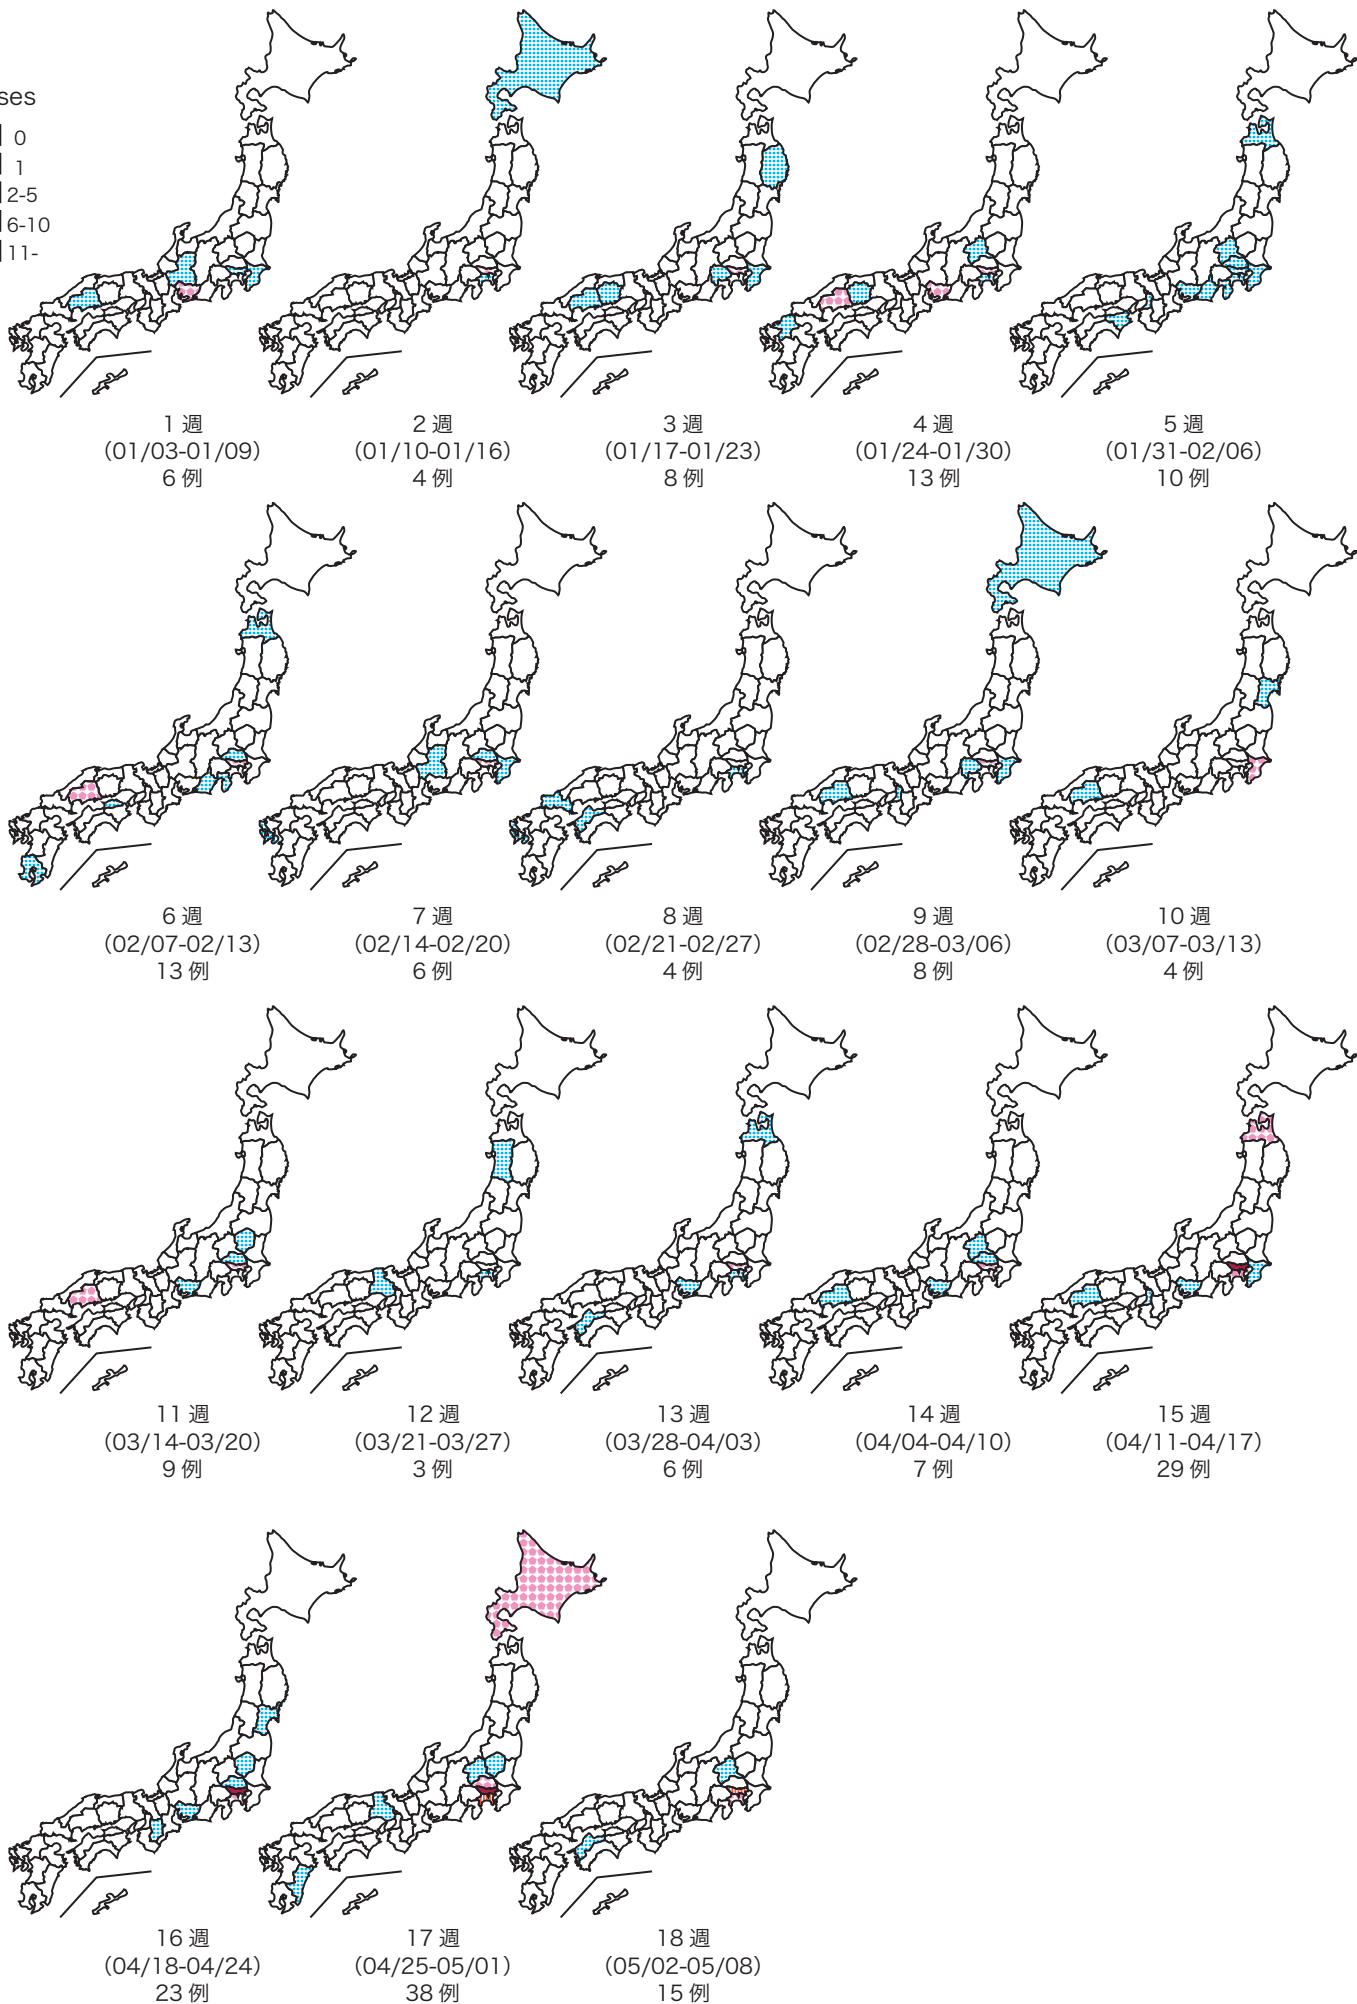 ses
0
1
2-5
6-10
11-
1 週
（01/03-01/09）
6 例
2 週
（01/10-01/16）
4 例
3 週
（01/17-01/23）
8 例
4 週
（01/24-01/30）
13 例
5 週
（01/31-02/06）
10 例
6 週
（02/07-02/13）
13 例
7 週
（02/14-02/20）
6 例
8 週
（02/21-02/27）
4 例
9 週
（02/28-03/06）
8 例
10 週
（03/07-03/13）
4 例
11 週
（03/14-03/20）
9 例
12 週
（03/21-03/27）
3 例
13 週
（03/28-04/03）
6 例
14 週
（04/04-04/10）
7 例
15 週
（04/11-04/17）
29 例
16 週
（04/18-04/24）
23 例
17 週
（04/25-05/01）
38 例
18 週
（05/02-05/08）
15 例